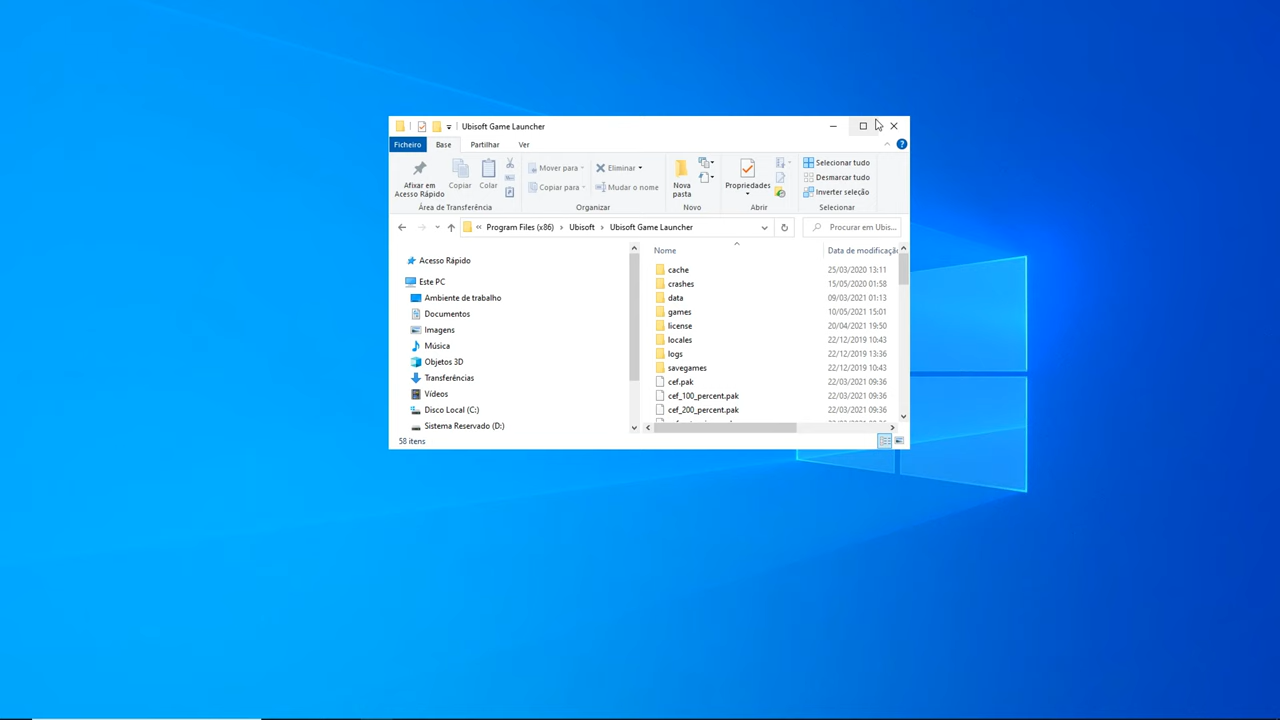 Ubisoft Game Launcher
Ficheiro Base Partilhar Ver
Afixar em Acesso Rápido
Copiar
Colar
Área de Transferência
Mover para
Copiar para
Eliminar
Mudar o nome
Organizar
Nova pasta
Novo
Propriedades
Abrir
Selecionar tudo
Desmarcar tudo
Inverter seleção
Selecionar
« Program Files (x86) > Ubisoft > Ubisoft Game Launcher
Procurar em Ubis...
Acesso Rápido
Este PC
Ambiente de trabalho
Documentos
Imagens
Música
Objetos 3D
Transferências
Vídeos
Disco Local (C:)
Sistema Reservado (D:)
Nome Data de modificação
cache 25/03/2020 13:11
crashes 15/05/2020 01:58
data 09/03/2021 01:13
games 10/05/2021 15:01
license 20/04/2021 19:50
locales 22/12/2019 10:43
logs 22/12/2019 13:36
savegames 22/12/2019 10:43
cef.pak 22/03/2021 09:36
cef_100_percent.pak 22/03/2021 09:36
cef_200_percent.pak 22/03/2021 09:36
58 itens